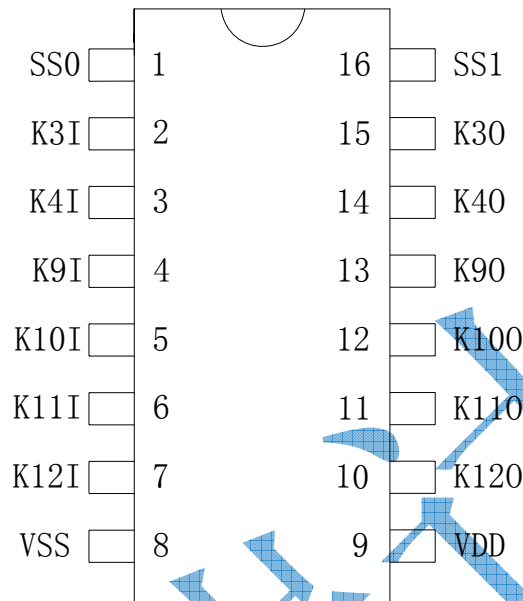 SS0 1 16 SS1
K3I 2 15 K3O
K4I 3 14 K4O
K9I 4 13 K9O
K10I 5 12 K10O
K11I 6 11 K11O
K12I 7 10 K12O
VSS 8 9 VDD